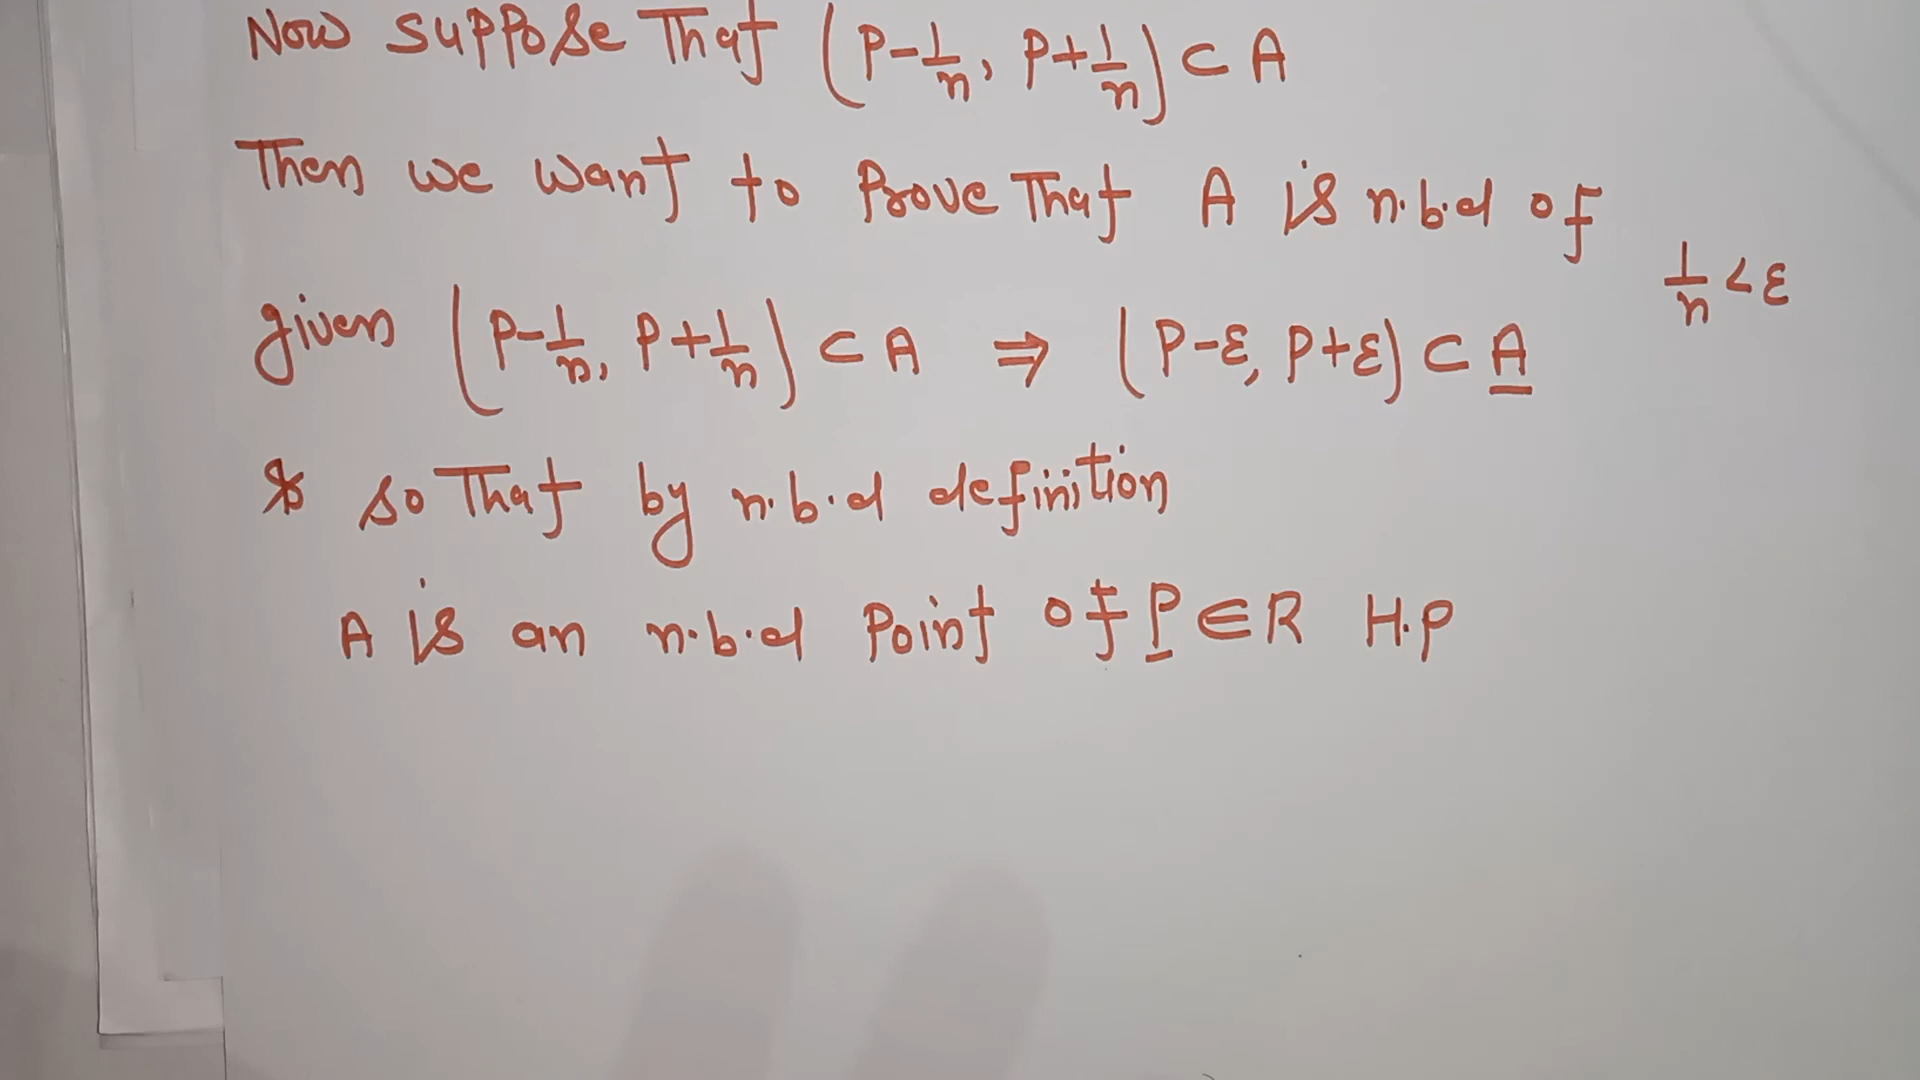 Now suppose That (P-1/n, P+1/n) ⊂ A
Then we want to Prove That A is n.b.d of
1/n < ε
given (P-1/n, P+1/n) ⊂ A ⇒ (P-ε, P+ε) ⊂ A
so That by n.b.d definition
A is an n.b.d Point of P ∈ R H.P